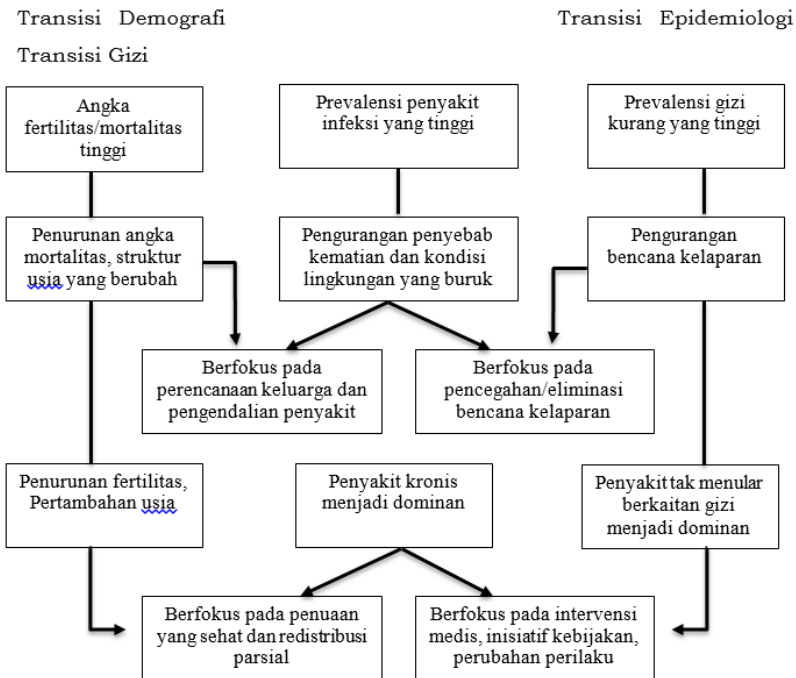 Transisi Demografi
Transisi Epidemiologi
Transisi Gizi
Angka
fertilitas/mortalitas
tinggi
Prevalensi penyakit
infeksi yang tinggi
Prevalensi gizi
kurang yang tinggi
Penurunan angka
mortalitas, struktur
usia yang berubah
Pengurangan penyebab
kematian dan kondisi
lingkungan yang buruk
Pengurangan
bencana kelaparan
Berfokus pada
perencanaan keluarga dan
pengendalian penyakit
Berfokus pada
pencegahan/eliminasi
bencana kelaparan
Penurunan fertilitas,
Pertambahan usia
Penyakit kronis
menjadi dominan
Penyakit tak menular
berkaitan gizi
menjadi dominan
Berfokus pada penuaan
yang sehat dan redistribusi
parsial
Berfokus pada intervensi
medis, inisiatif kebijakan,
perubahan perilaku